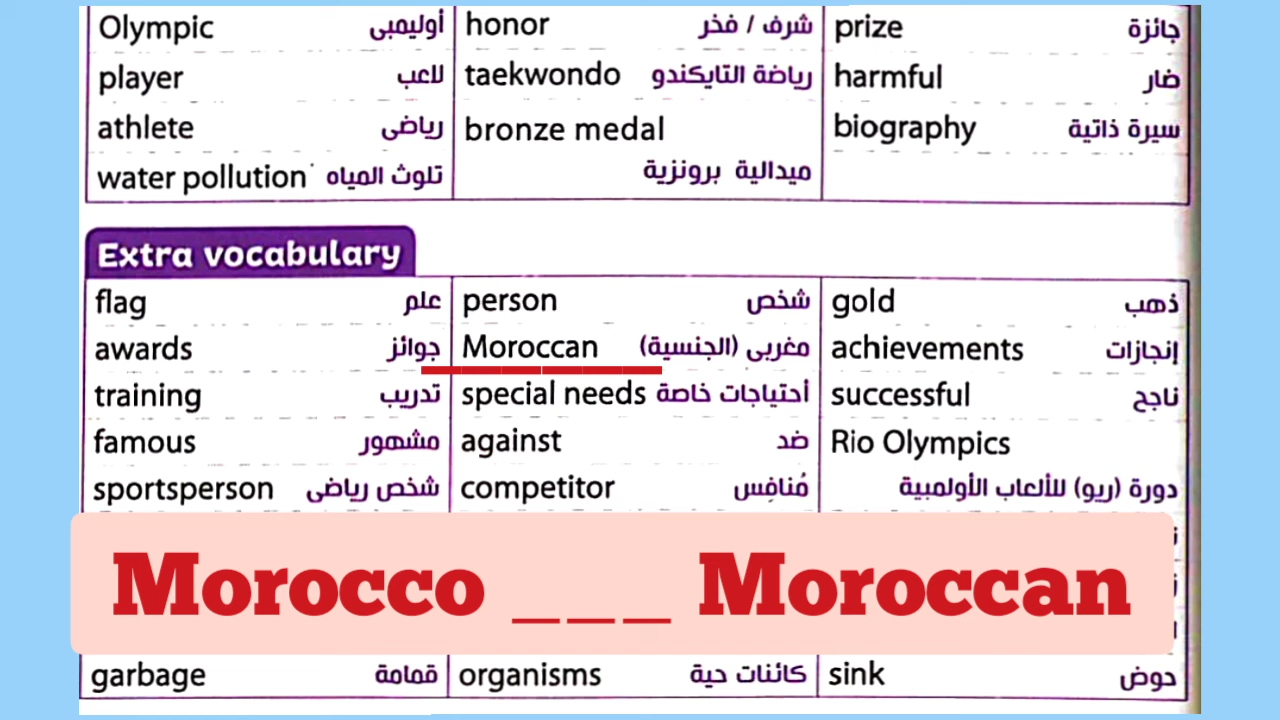 Olympic أوليمبى honor شرف / فخر prize جائزة
player لاعب taekwondo رياضة التايكندو harmful ضار
athlete رياضى bronze medal biography سيرة ذاتية
water pollution تلوث المياه ميدالية برونزية
Extra vocabulary
flag علم person شخص gold ذهب
awards جوائز Moroccan مغربى (الجنسية) achievements إنجازات
training تدريب special needs أحتياجات خاصة successful ناجح
famous مشهور against ضد Rio Olympics
sportsperson شخص رياضى competitor مُنافِس دورة (ريو) للألعاب الأولمبية
Morocco ___ Moroccan
garbage قمامة organisms كائنات حية sink حوض